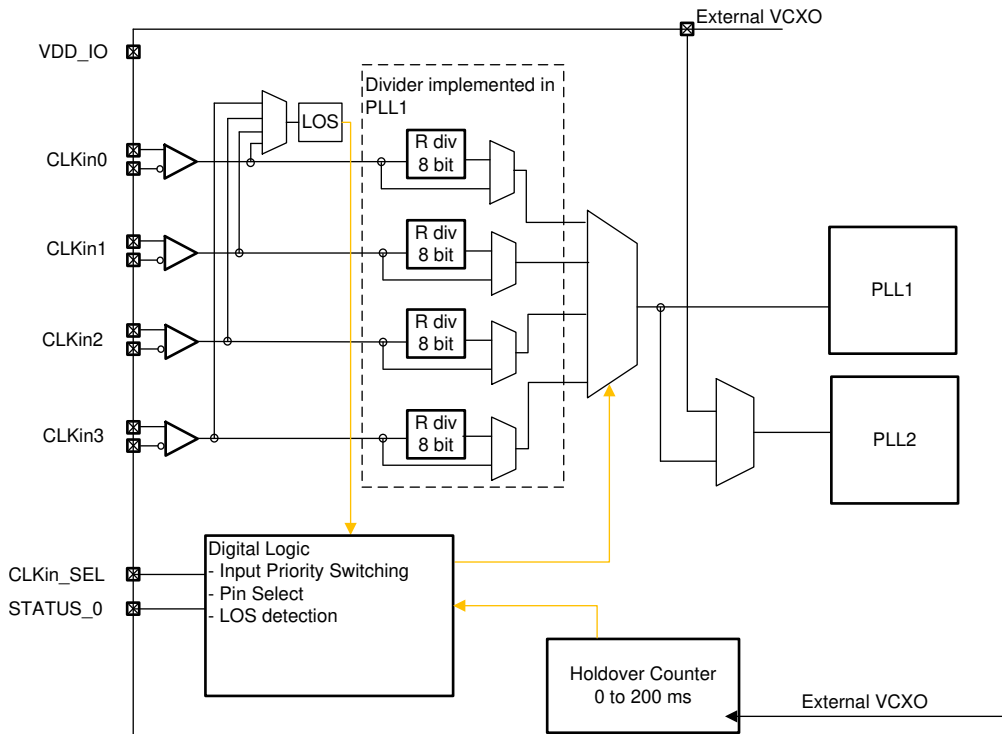 External VCXO
VDD_IO
Divider implemented in
PLL1
LOS
CLKin0
R div
8 bit
CLKin1
R div
8 bit
PLL1
CLKin2
R div
8 bit
CLKin3
R div
8 bit
PLL2
Digital Logic
- Input Priority Switching
- Pin Select
- LOS detection
CLKin_SEL
STATUS_0
Holdover Counter
0 to 200 ms
External VCXO